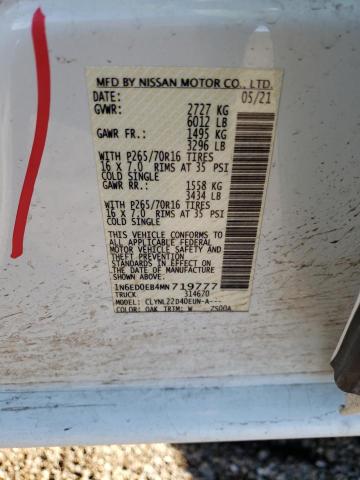 MFD BY NISSAN MOTOR CO., LTD.
DATE: 05/21
GVWR: 2727 KG
6012 LB
GAWR FR: 1495 KG
3296 LB
WITH P265/70R16 TIRES
16 X 7.0 RIMS AT 35 PSI
COLD SINGLE
GAWR RR: 1558 KG
3434 LB
WITH P265/70R16 TIRES
16 X 7.0 RIMS AT 35 PSI
COLD SINGLE
THIS VEHICLE CONFORMS TO
ALL APPLICABLE FEDERAL
MOTOR VEHICLE SAFETY AND
THEFT PREVENTION
STANDARDS IN EFFECT ON
THE DATE OF MANUFACTURE
SHOWN ABOVE.
1N6ED0EB4MN719777
TRUCK 314670
MODEL: CLYNL22D40EUN-A---
COLOR: QAK TRIM: W ZS00A